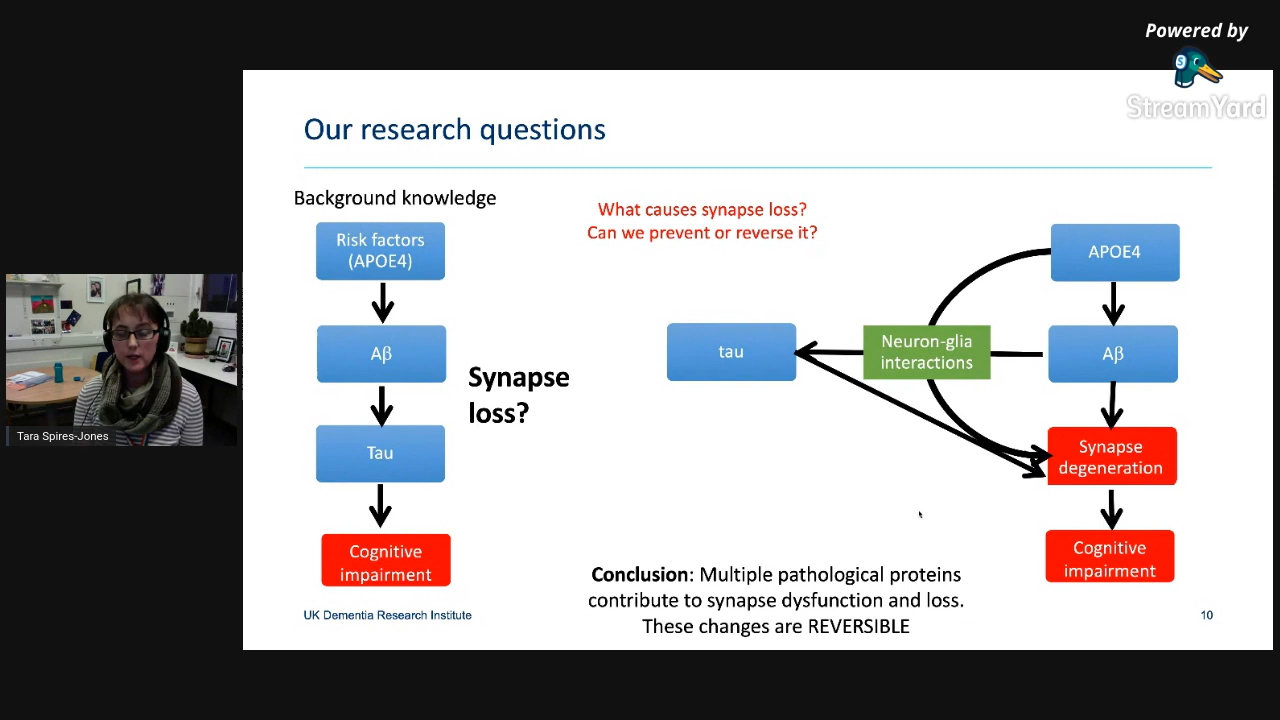 Powered by
StreamYard
Our research questions
Background knowledge
Risk factors
(APOE4)
Aβ
Tau
Cognitive
impairment
Synapse
loss?
What causes synapse loss?
Can we prevent or reverse it?
tau
Neuron-glia
interactions
APOE4
Aβ
Synapse
degeneration
Cognitive
impairment
Conclusion: Multiple pathological proteins
contribute to synapse dysfunction and loss.
These changes are REVERSIBLE
UK Dementia Research Institute
10
Tara Spires-Jones